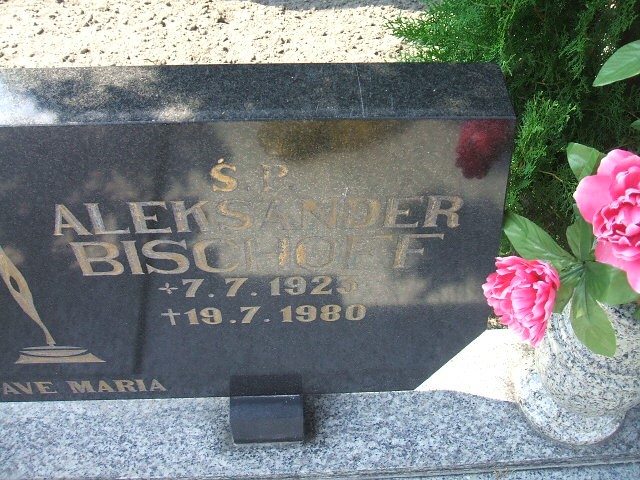 Ś.P.
ALEKSANDER
BISCHOFF
7.7.1925
†19.7.1980
AVE MARIA